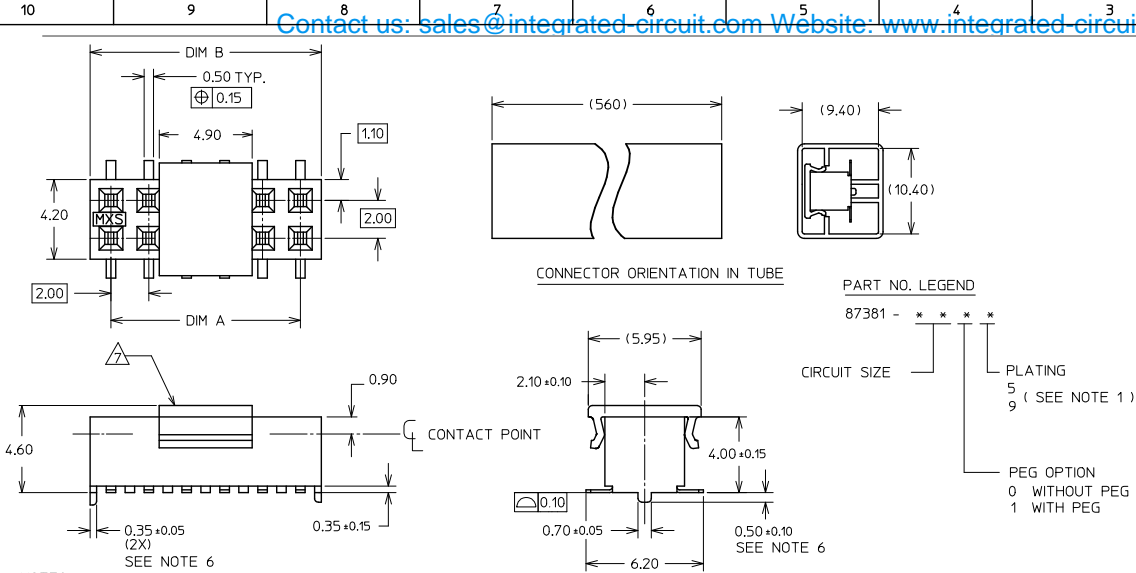 10 9 8 7 6 5 4 3
Contact us: sales@integrated-circuit.com Website: www.integrated-circui
DIM B
0.50 TYP.
⌖ 0.15
4.90
1.10
4.20
MXS
2.00
2.00
DIM A
(560)
(9.40)
(10.40)
CONNECTOR ORIENTATION IN TUBE
PART NO. LEGEND
87381 - * * * *
CIRCUIT SIZE
PLATING
5
9 ( SEE NOTE 1 )
PEG OPTION
0 WITHOUT PEG
1 WITH PEG
7
0.90
4.60
CONTACT POINT
0.35 ±0.05
(2X)
SEE NOTE 6
0.35 ±0.15
(5.95)
2.10 ±0.10
4.00 ±0.15
⌓ 0.10
0.70 ±0.05
0.50 ±0.10
SEE NOTE 6
6.20